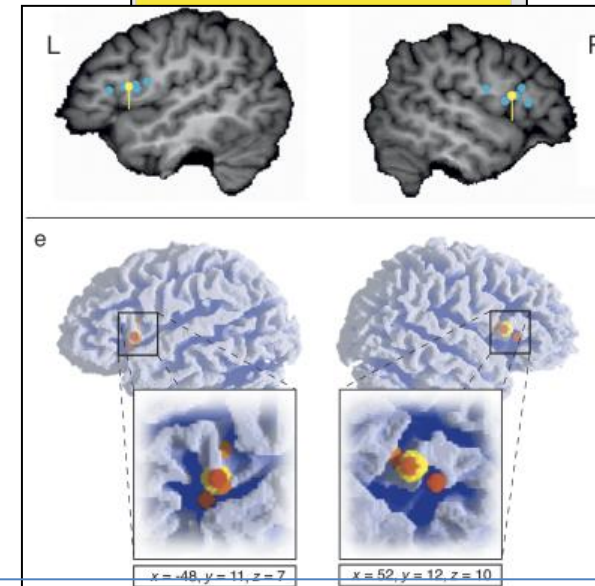 L
e
x = -48, y = 11, z = 7
x = 52, y = 12, z = 10